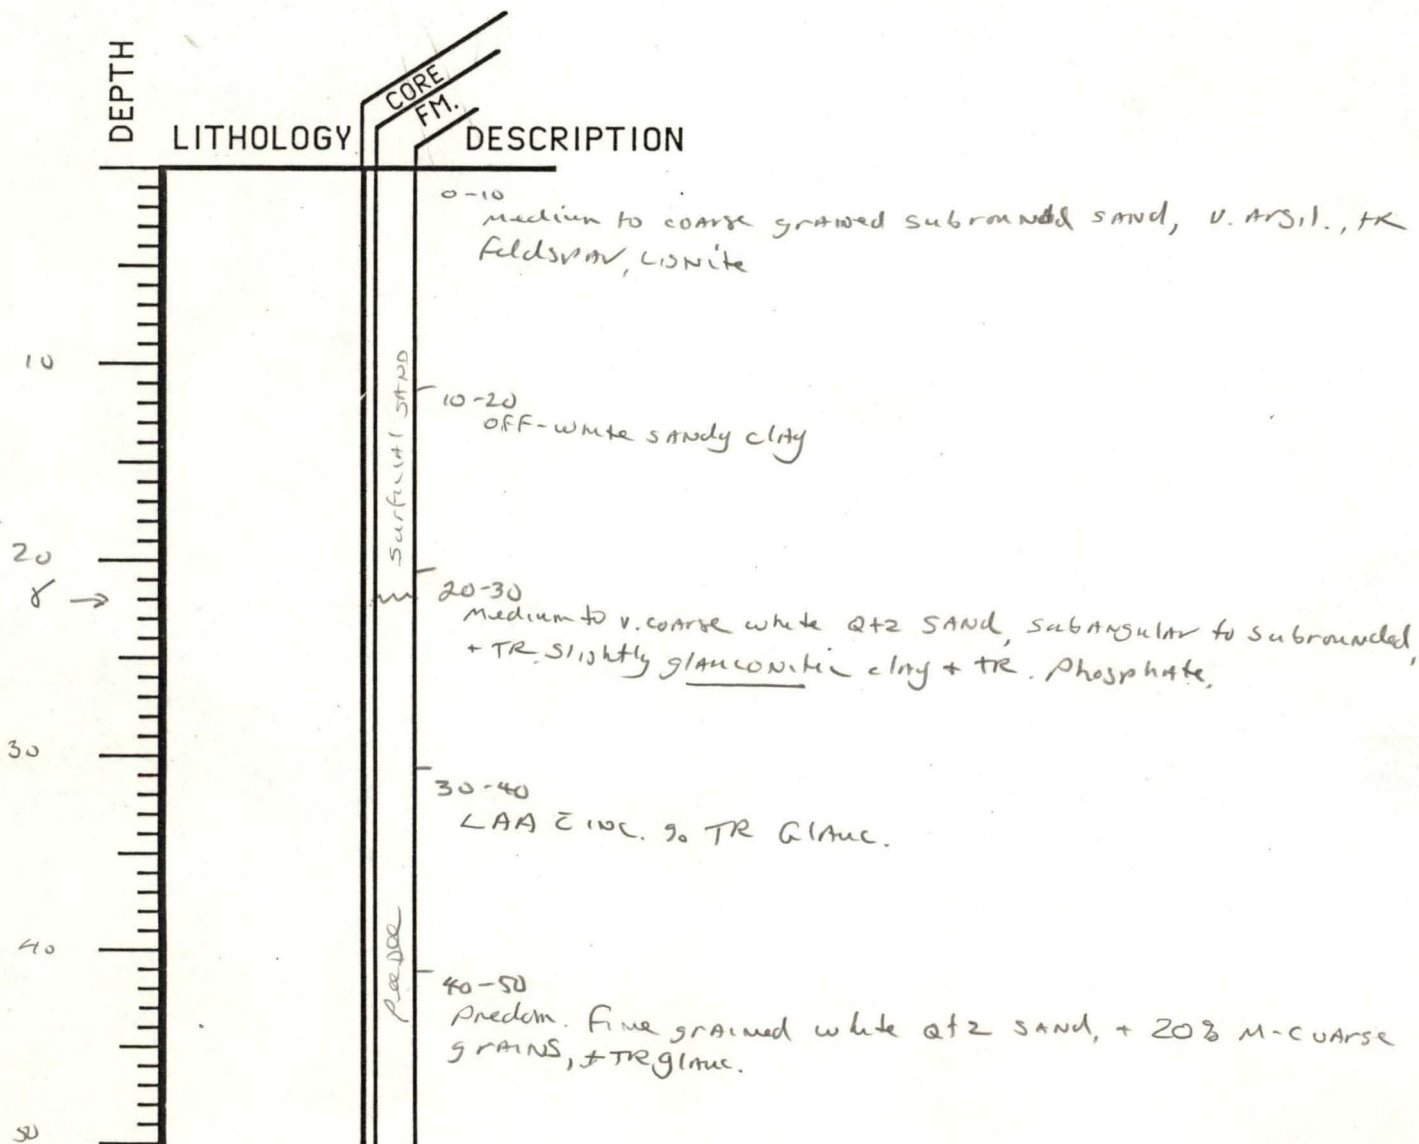 DEPTH
LITHOLOGY
CORE
FM.
DESCRIPTION
0-10
Medium to coarse grained subrounded sand, v. Argil., tR
feldspar, Lignite
10
surficial SAND
10-20
OFF-white sandy clay
20
γ →
20-30
Medium to v. coarse white Qtz SAND, subangular to subrounded,
+ TR. slightly glauconitic clay + tR. phosphate.
30
30-40
LAA c̄ inc. % TR Glauc.
PeeDee
40
40-50
Predom. fine grained white Qtz SAND, + 20% M-Coarse
grains, + TR glauc.
50